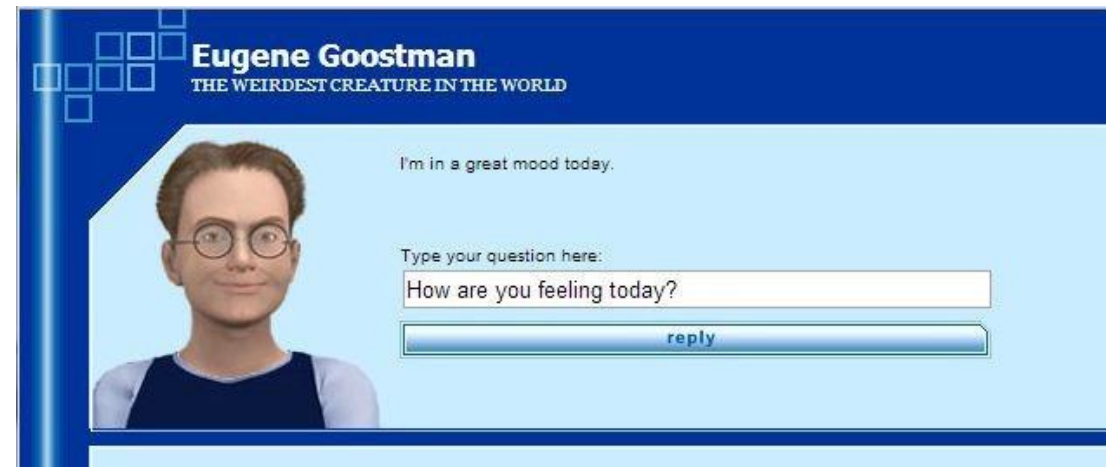 Eugene Goostman
THE WEIRDEST CREATURE IN THE WORLD
I'm in a great mood today.
Type your question here:
How are you feeling today?
reply